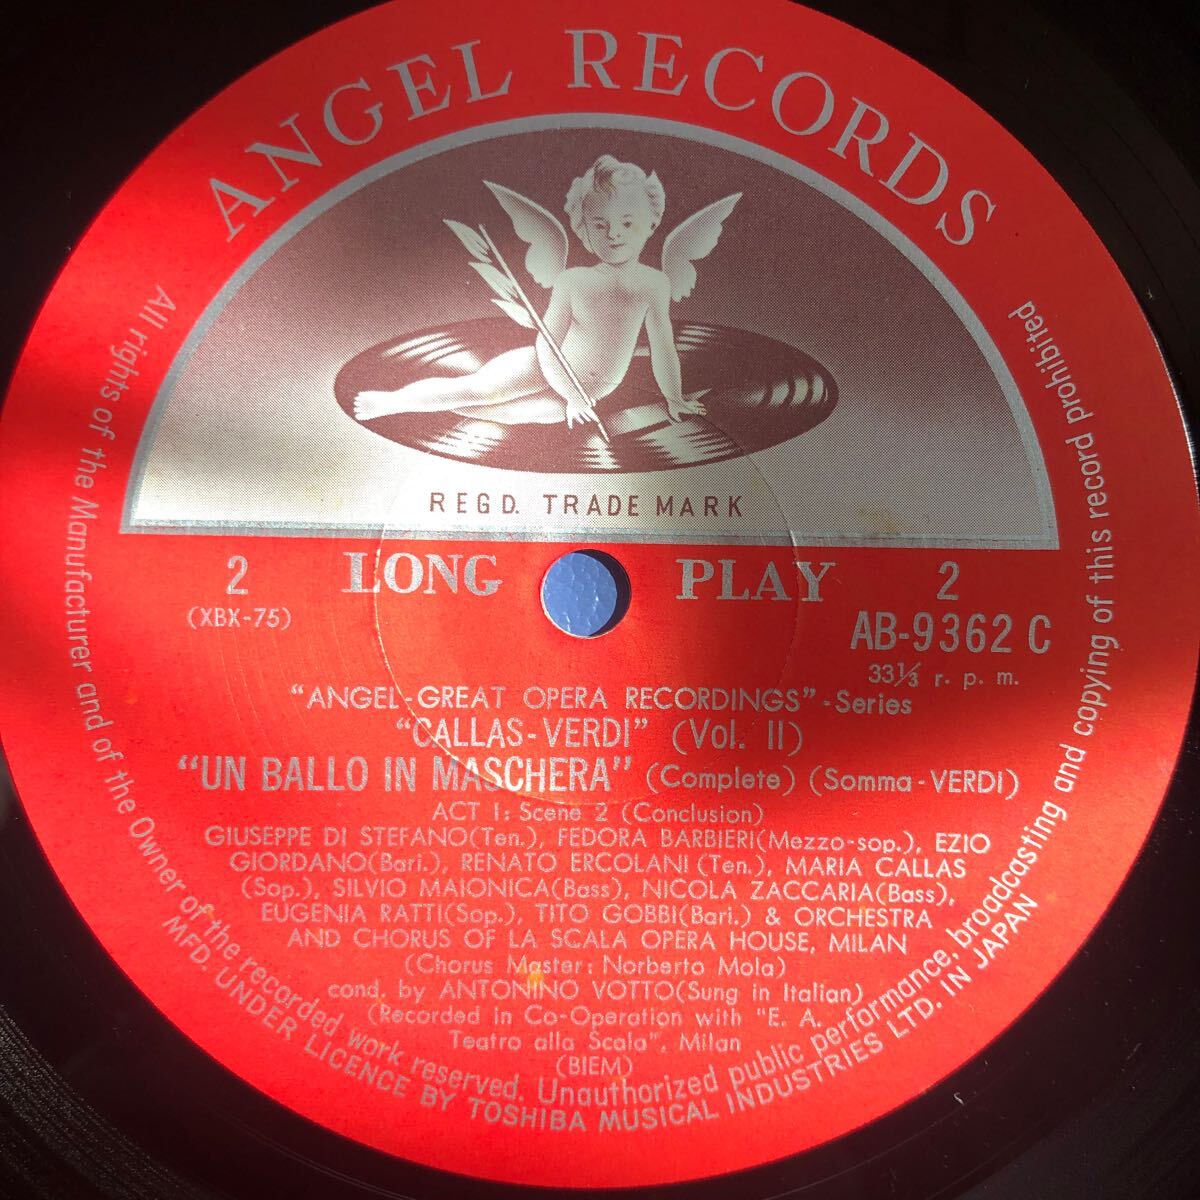 ANGEL RECORDS
REGD. TRADE MARK
2 LONG PLAY 2
(XBX-75)
AB-9362 C
33⅓ r. p. m.
"ANGEL-GREAT OPERA RECORDINGS"-Series
"CALLAS-VERDI" (Vol. II)
"UN BALLO IN MASCHERA" (Complete) (Somma-VERDI)
ACT I: Scene 2 (Conclusion)
GIUSEPPE DI STEFANO(Ten.), FEDORA BARBIERI(Mezzo-sop.), EZIO
GIORDANO(Bari.), RENATO ERCOLANI (Ten.), MARIA CALLAS
(Sop.), SILVIO MAIONICA(Bass), NICOLA ZACCARIA(Bass),
EUGENIA RATTI(Sop.), TITO GOBBI(Bari.) & ORCHESTRA
AND CHORUS OF LA SCALA OPERA HOUSE, MILAN
(Chorus Master: Norberto Mola)
cond. by ANTONINO VOTTO(Sung in Italian)
(Recorded in Co-Operation with "E. A.
Teatro alla Scala", Milan
(BIEM)
All rights of the Manufacturer and of the Owner of the recorded work reserved. Unauthorized public performance, broadcasting and copying of this record prohibited
MFD. UNDER LICENCE BY TOSHIBA MUSICAL INDUSTRIES LTD. IN JAPAN